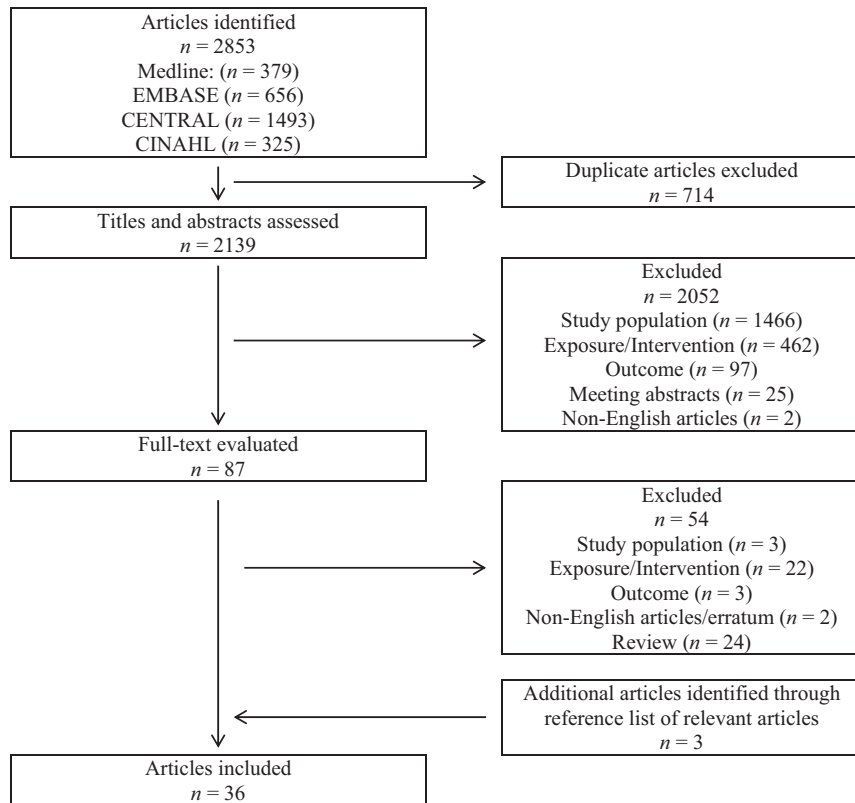 Articles identified
n = 2853
Medline: (n = 379)
EMBASE (n = 656)
CENTRAL (n = 1493)
CINAHL (n = 325)
Duplicate articles excluded
n = 714
Titles and abstracts assessed
n = 2139
Excluded
n = 2052
Study population (n = 1466)
Exposure/Intervention (n = 462)
Outcome (n = 97)
Meeting abstracts (n = 25)
Non-English articles (n = 2)
Full-text evaluated
n = 87
Excluded
n = 54
Study population (n = 3)
Exposure/Intervention (n = 22)
Outcome (n = 3)
Non-English articles/erratum (n = 2)
Review (n = 24)
Additional articles identified through
reference list of relevant articles
n = 3
Articles included
n = 36